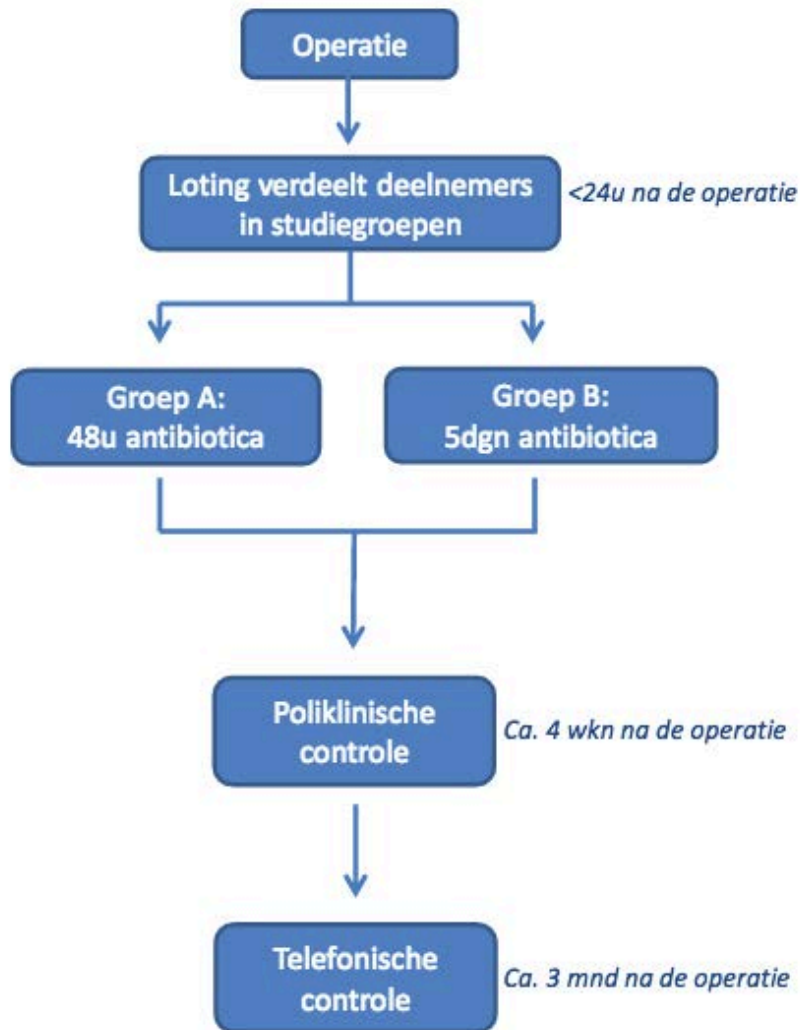 Operatie
Loting verdeelt deelnemers
in studiegroepen
<24u na de operatie
Groep A:
48u antibiotica
Groep B:
5dgn antibiotica
Poliklinische
controle
Ca. 4 wkn na de operatie
Telefonische
controle
Ca. 3 mnd na de operatie